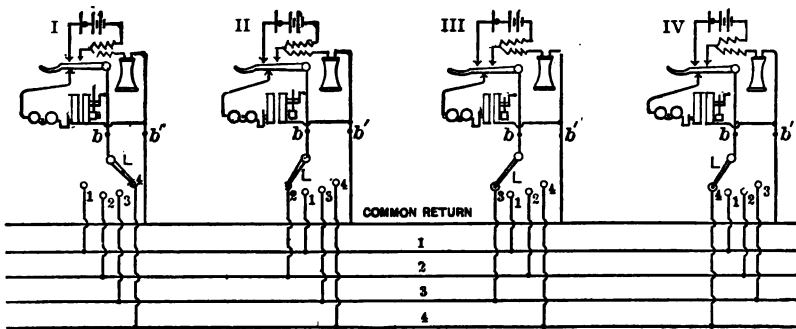 I II III IV
b b' b b' b b' b b'
L L L L
1 2 3 4 2 1 3 4 3 1 2 4 4 1 2 3
COMMON RETURN
1
2
3
4